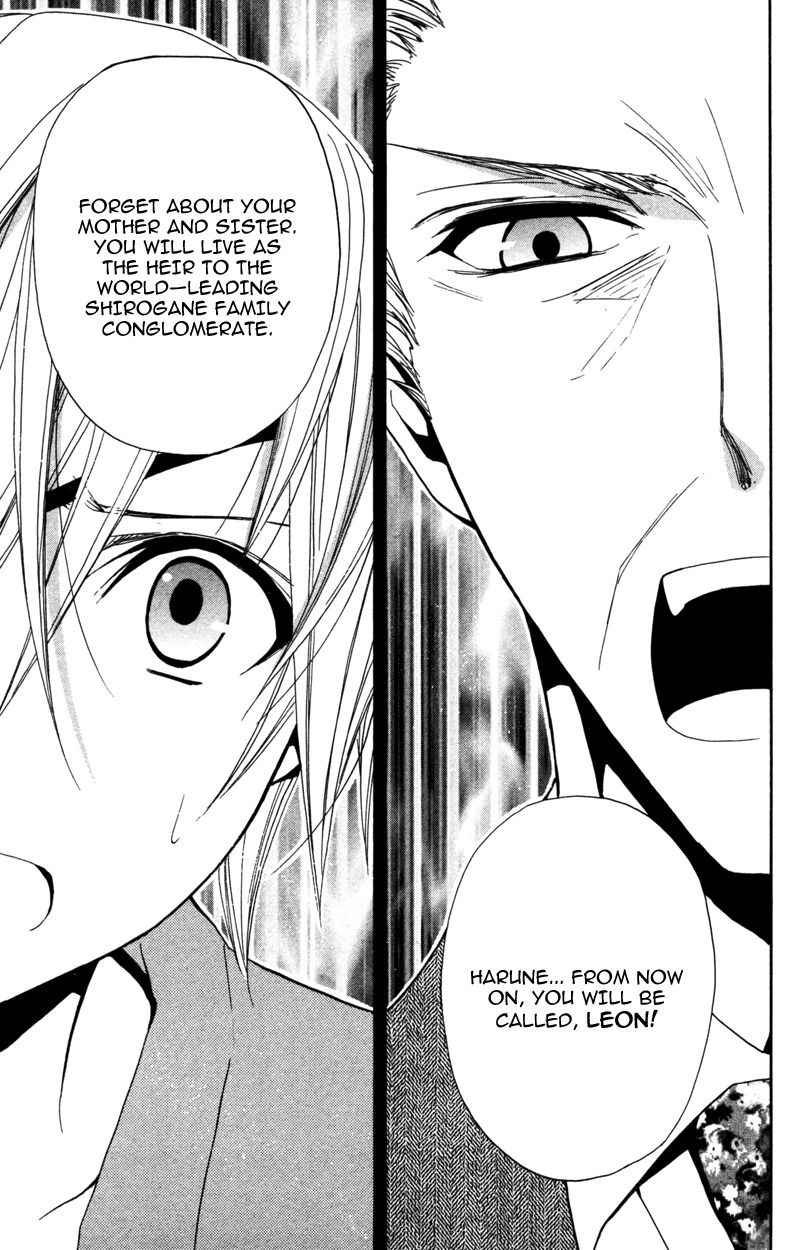 HARUNE... FROM NOW
ON, YOU WILL BE
CALLED, LEON!
FORGET ABOUT YOUR
MOTHER AND SISTER.
YOU WILL LIVE AS
THE HEIR TO THE
WORLD—LEADING
SHIROGANE FAMILY
CONGLOMERATE.